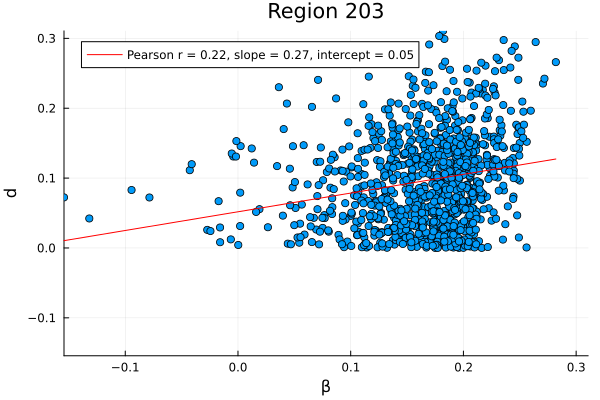 Region 203
Pearson r = 0.22, slope = 0.27, intercept = 0.05
0.3
0.2
0.1
0.0
−0.1
d
−0.1 0.0 0.1 0.2 0.3
β